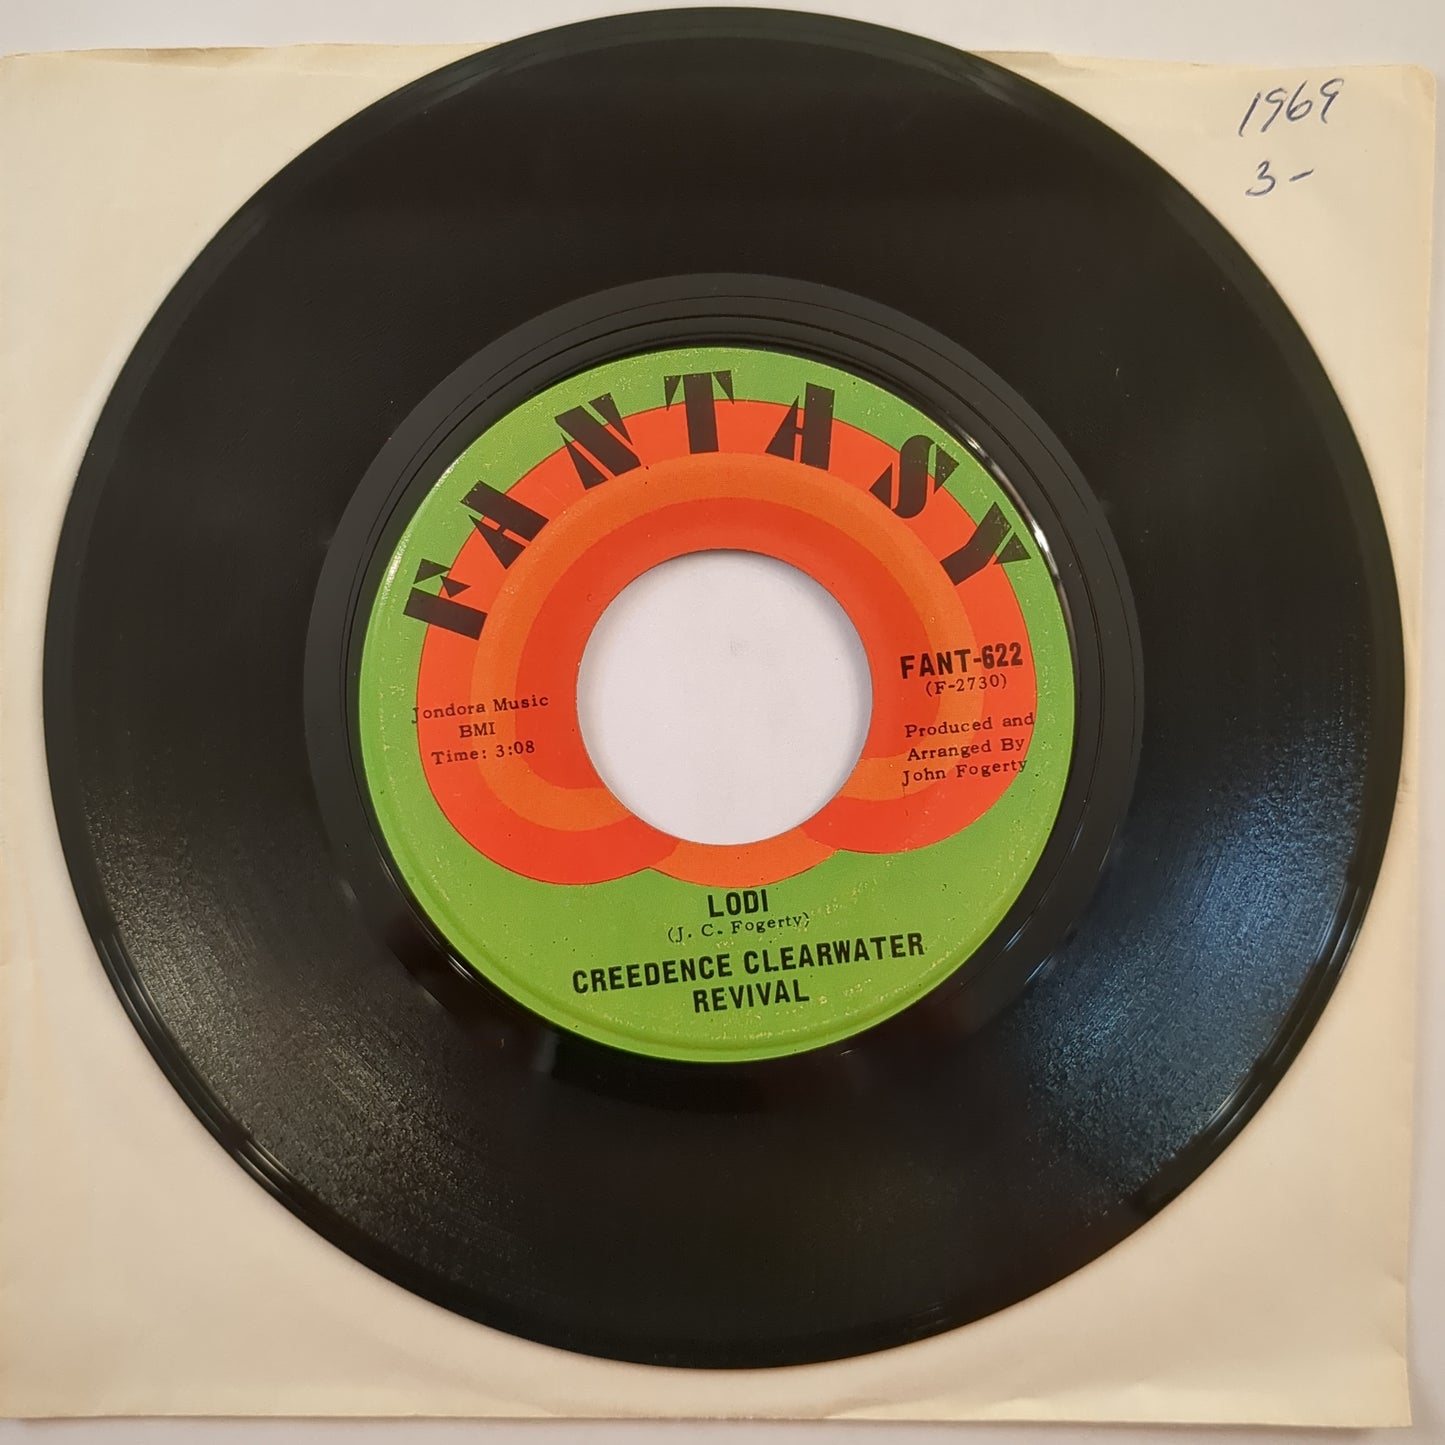 1969
3-
FANTASY
FANT-622
(F-2730)
Jondora Music
BMI
Time: 3:08
Produced and
Arranged By
John Fogerty
LODI
(J. C. Fogerty)
CREEDENCE CLEARWATER
REVIVAL